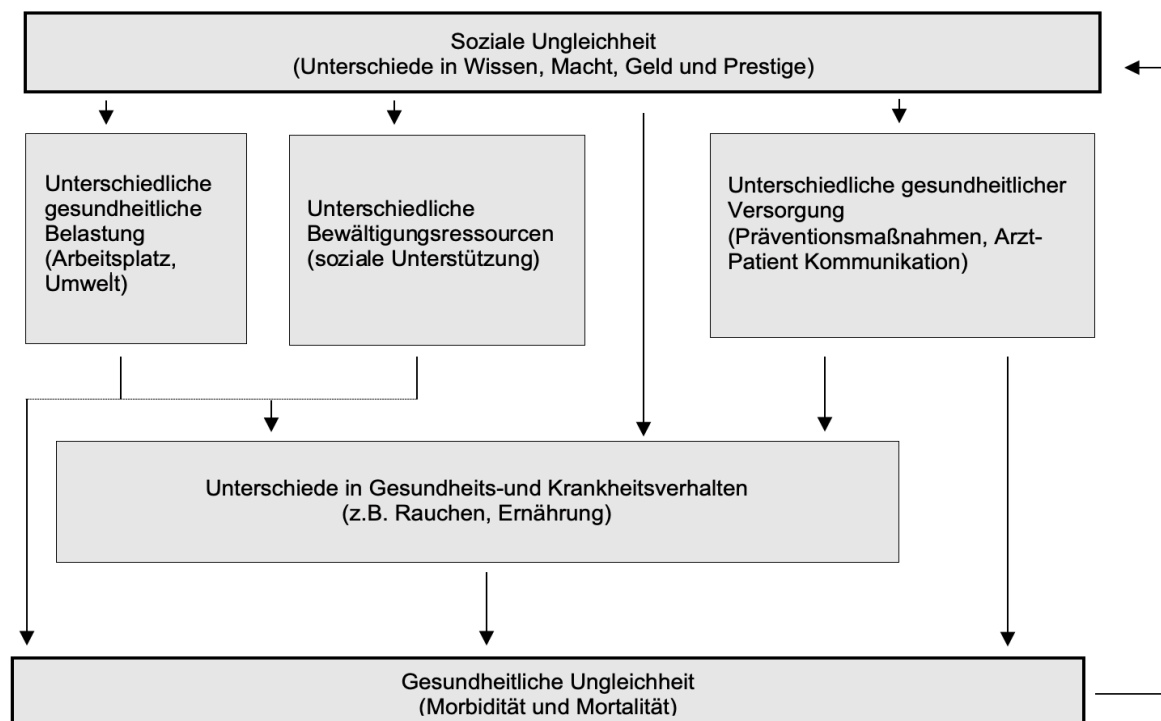 Soziale Ungleichheit
(Unterschiede in Wissen, Macht, Geld und Prestige)
Unterschiedliche
gesundheitliche
Belastung
(Arbeitsplatz,
Umwelt)
Unterschiedliche
Bewältigungsressourcen
(soziale Unterstützung)
Unterschiedliche gesundheitlicher
Versorgung
(Präventionsmaßnahmen, Arzt-
Patient Kommunikation)
Unterschiede in Gesundheits-und Krankheitsverhalten
(z.B. Rauchen, Ernährung)
Gesundheitliche Ungleichheit
(Morbidität und Mortalität)